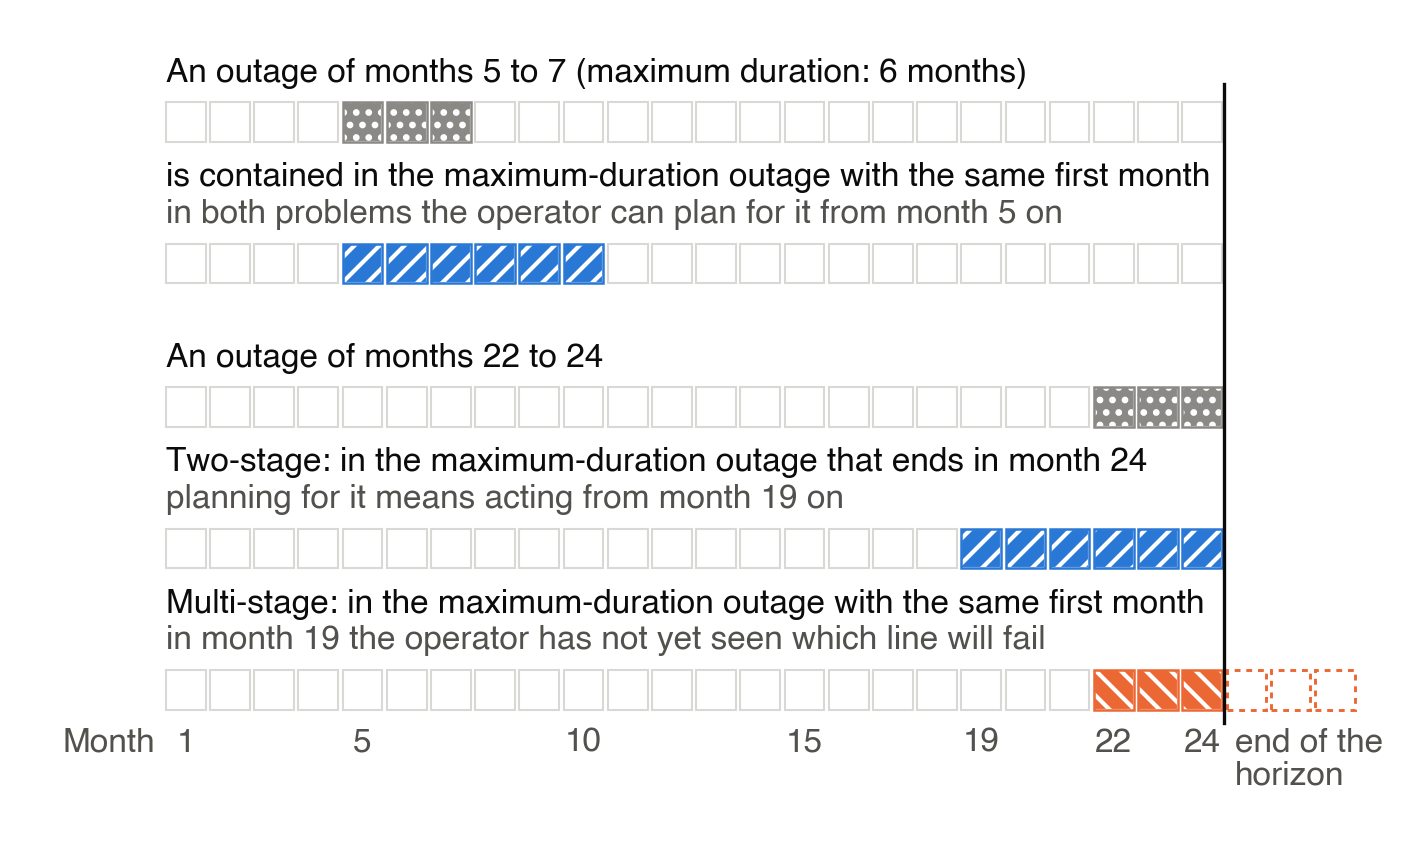 An outage of months 5 to 7 (maximum duration: 6 months)
is contained in the maximum-duration outage with the same first month
in both problems the operator can plan for it from month 5 on
An outage of months 22 to 24
Two-stage: in the maximum-duration outage that ends in month 24
planning for it means acting from month 19 on
Multi-stage: in the maximum-duration outage with the same first month
in month 19 the operator has not yet seen which line will fail
Month 1 5 10 15 19 22 24 end of the
horizon